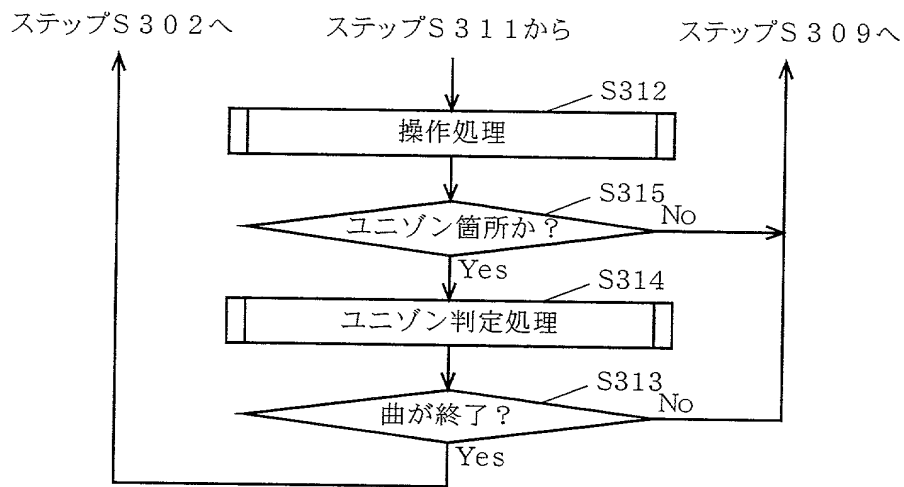 ステップS302へ
ステップS311から
ステップS309へ
S312
操作処理
S315
ユニゾン箇所か？
No
Yes
S314
ユニゾン判定処理
S313
曲が終了？
No
Yes